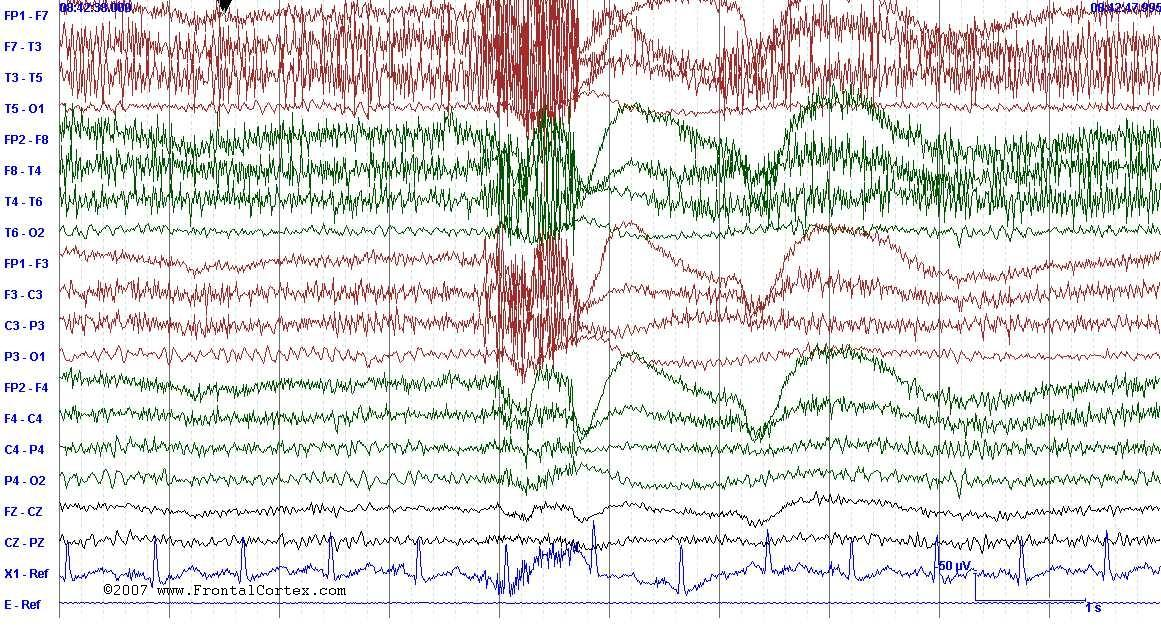 08:42:38.000 08:42:47.995
FP1 - F7
F7 - T3
T3 - T5
T5 - O1
FP2 - F8
F8 - T4
T4 - T6
T6 - O2
FP1 - F3
F3 - C3
C3 - P3
P3 - O1
FP2 - F4
F4 - C4
C4 - P4
P4 - O2
FZ - CZ
CZ - PZ
-50 µV
X1 - Ref
©2007 www.FrontalCortex.com
E - Ref
1 s